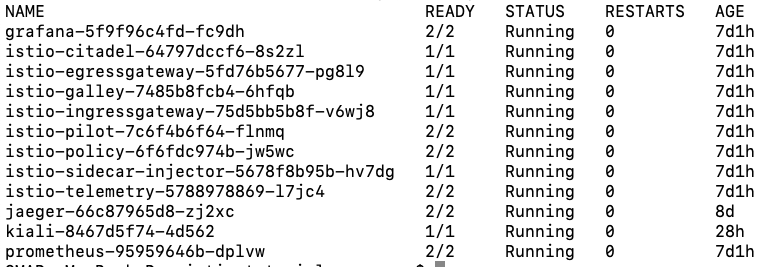 NAME READY STATUS RESTARTS AGE
grafana-5f9f96c4fd-fc9dh 2/2 Running 0 7d1h
istio-citadel-64797dccf6-8s2zl 1/1 Running 0 7d1h
istio-egressgateway-5fd76b5677-pg8l9 1/1 Running 0 7d1h
istio-galley-7485b8fcb4-6hfqb 1/1 Running 0 7d1h
istio-ingressgateway-75d5bb5b8f-v6wj8 1/1 Running 0 7d1h
istio-pilot-7c6f4b6f64-flnmq 2/2 Running 0 7d1h
istio-policy-6f6fdc974b-jw5wc 2/2 Running 0 7d1h
istio-sidecar-injector-5678f8b95b-hv7dg 1/1 Running 0 7d1h
istio-telemetry-5788978869-l7jc4 2/2 Running 0 7d1h
jaeger-66c87965d8-zj2xc 2/2 Running 0 8d
kiali-8467d5f74-4d562 1/1 Running 0 28h
prometheus-95959646b-dplvw 2/2 Running 0 7d1h